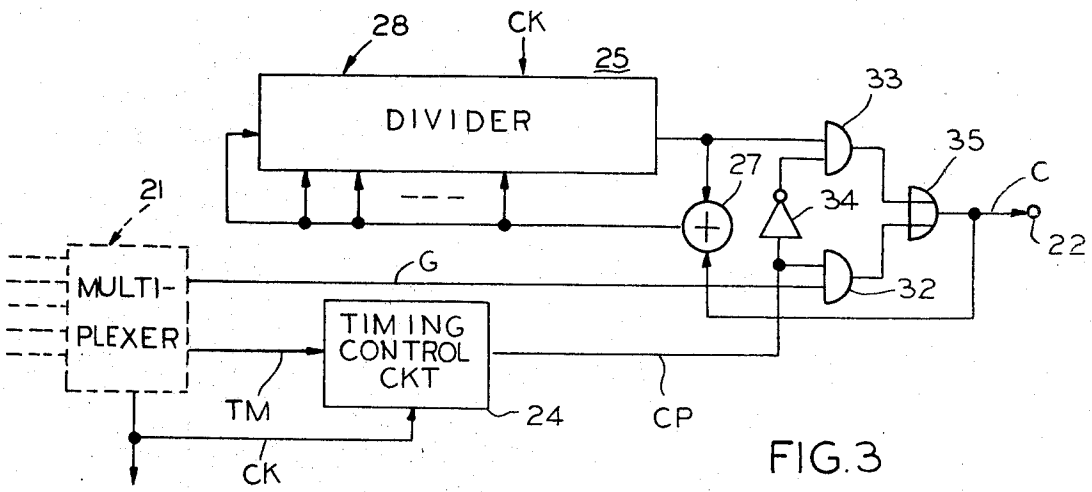 28
CK
25
DIVIDER
33
35
27
C
21
34
22
G
MULTI-
PLEXER
32
TIMING
CONTROL
CKT
TM
24
CP
CK
FIG.3